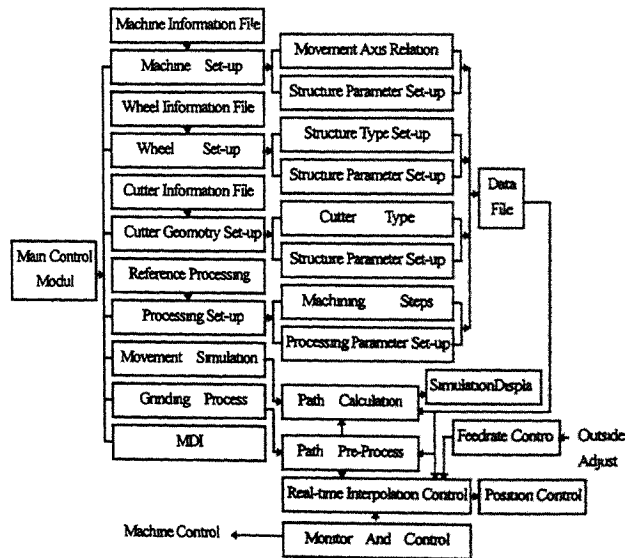 Machine Information File
Machine Set-up
Wheel Information File
Wheel Set-up
Cutter Information File
Cutter Geomotry Set-up
Reference Processing
Processing Set-up
Movement Simulation
Grinding Process
MDI
Main Control
Modul
Movement Axis Relation
Structure Parameter Set-up
Structure Type Set-up
Structure Parameter Set-up
Cutter Type
Structure Parameter Set-up
Machining Steps
Processing Parameter Set-up
Data
File
Path Calculation
SimulationDispla
Path Pre-Process
Feedrate Contro
Outside
Adjust
Real-time Interpolation Control
Position Control
Machine Control
Monitor And Control